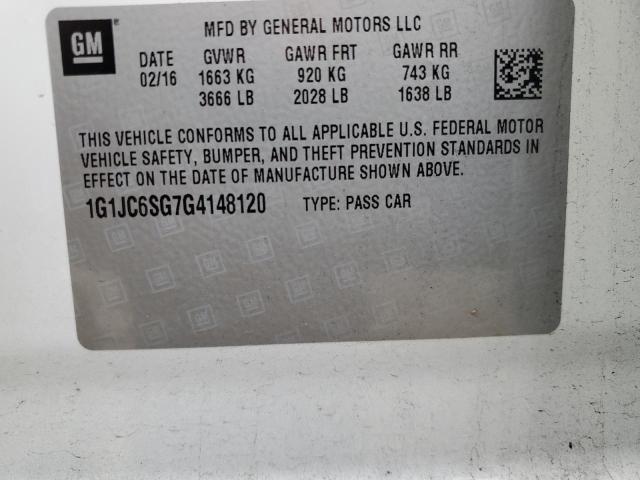 GM
MFD BY GENERAL MOTORS LLC
DATE GVWR GAWR FRT GAWR RR
02/16 1663 KG 920 KG 743 KG
3666 LB 2028 LB 1638 LB
THIS VEHICLE CONFORMS TO ALL APPLICABLE U.S. FEDERAL MOTOR
VEHICLE SAFETY, BUMPER, AND THEFT PREVENTION STANDARDS IN
EFFECT ON THE DATE OF MANUFACTURE SHOWN ABOVE.
1G1JC6SG7G4148120 TYPE: PASS CAR